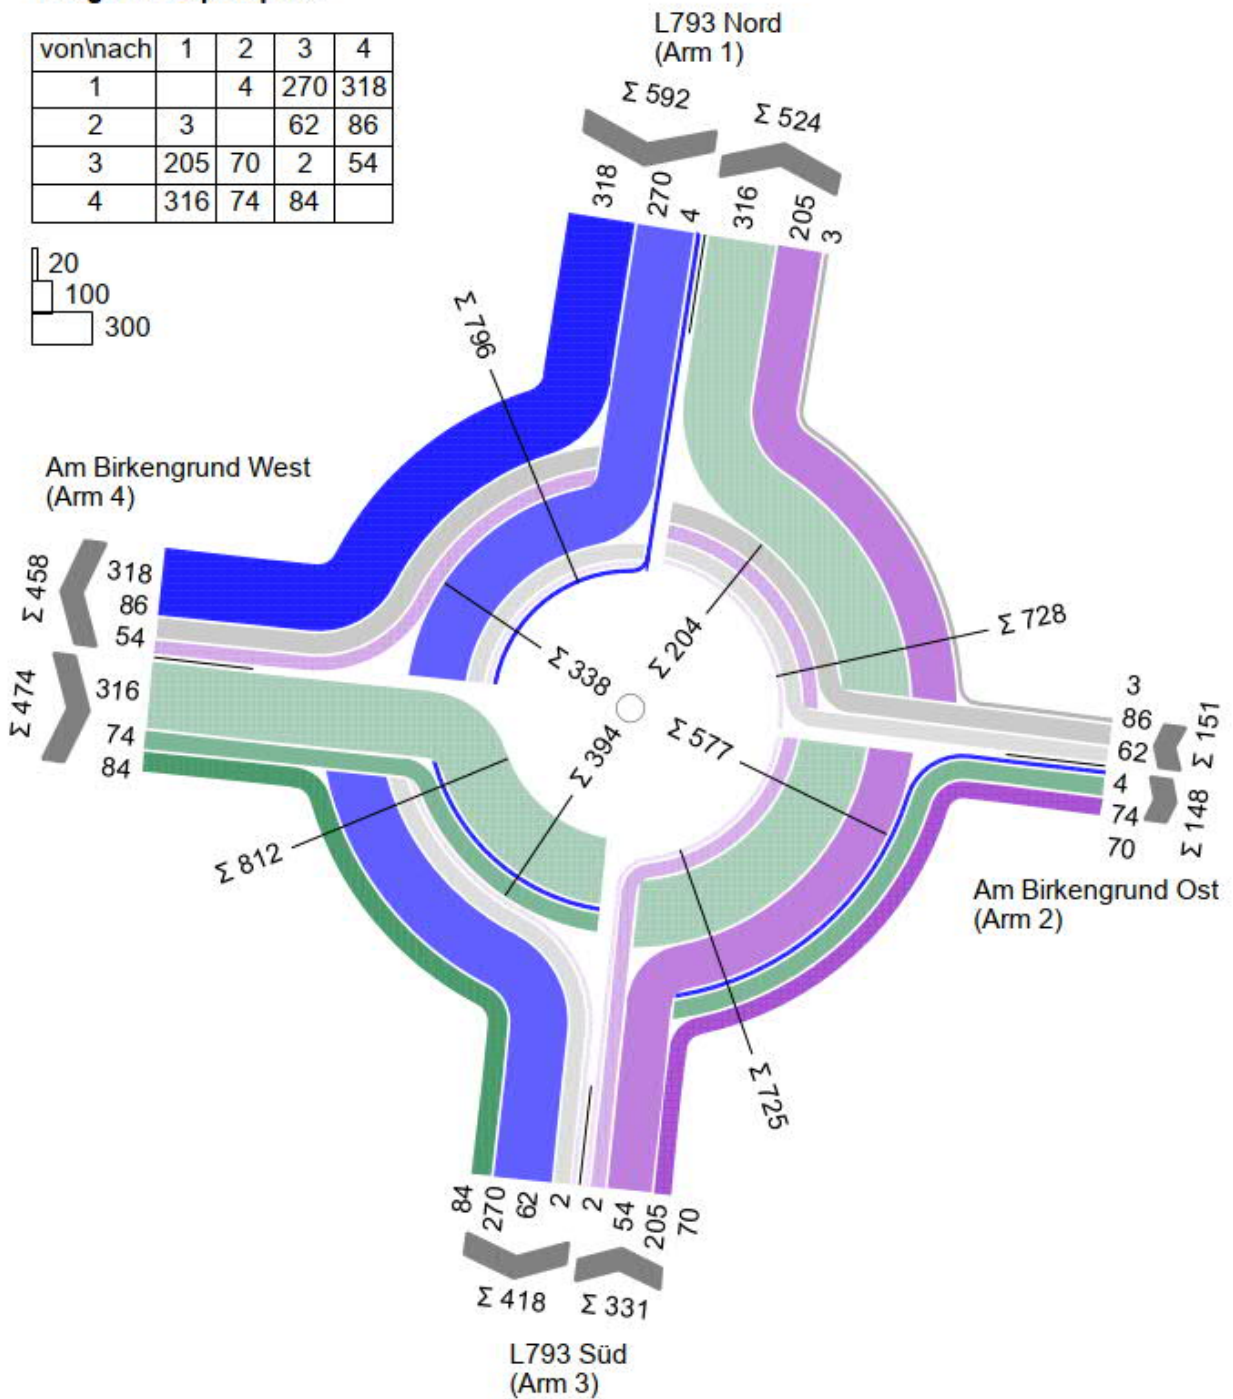 von\nach 1 2 3 4
1 4 270 318
2 3 62 86
3 205 70 2 54
4 316 74 84
20
100
300
L793 Nord
(Arm 1)
Σ 592
Σ 524
318 270 4 316 205 3
Σ 796
Am Birkengrund West
(Arm 4)
Σ 458
318
86
54
Σ 474
316
74
84
Σ 338
Σ 204
Σ 728
Σ 577
Σ 394
Σ 812
Σ 725
3
86
62
Σ 151
4
74
70
Σ 148
Am Birkengrund Ost
(Arm 2)
84 270 62 2 2 54 205 70
Σ 418
Σ 331
L793 Süd
(Arm 3)